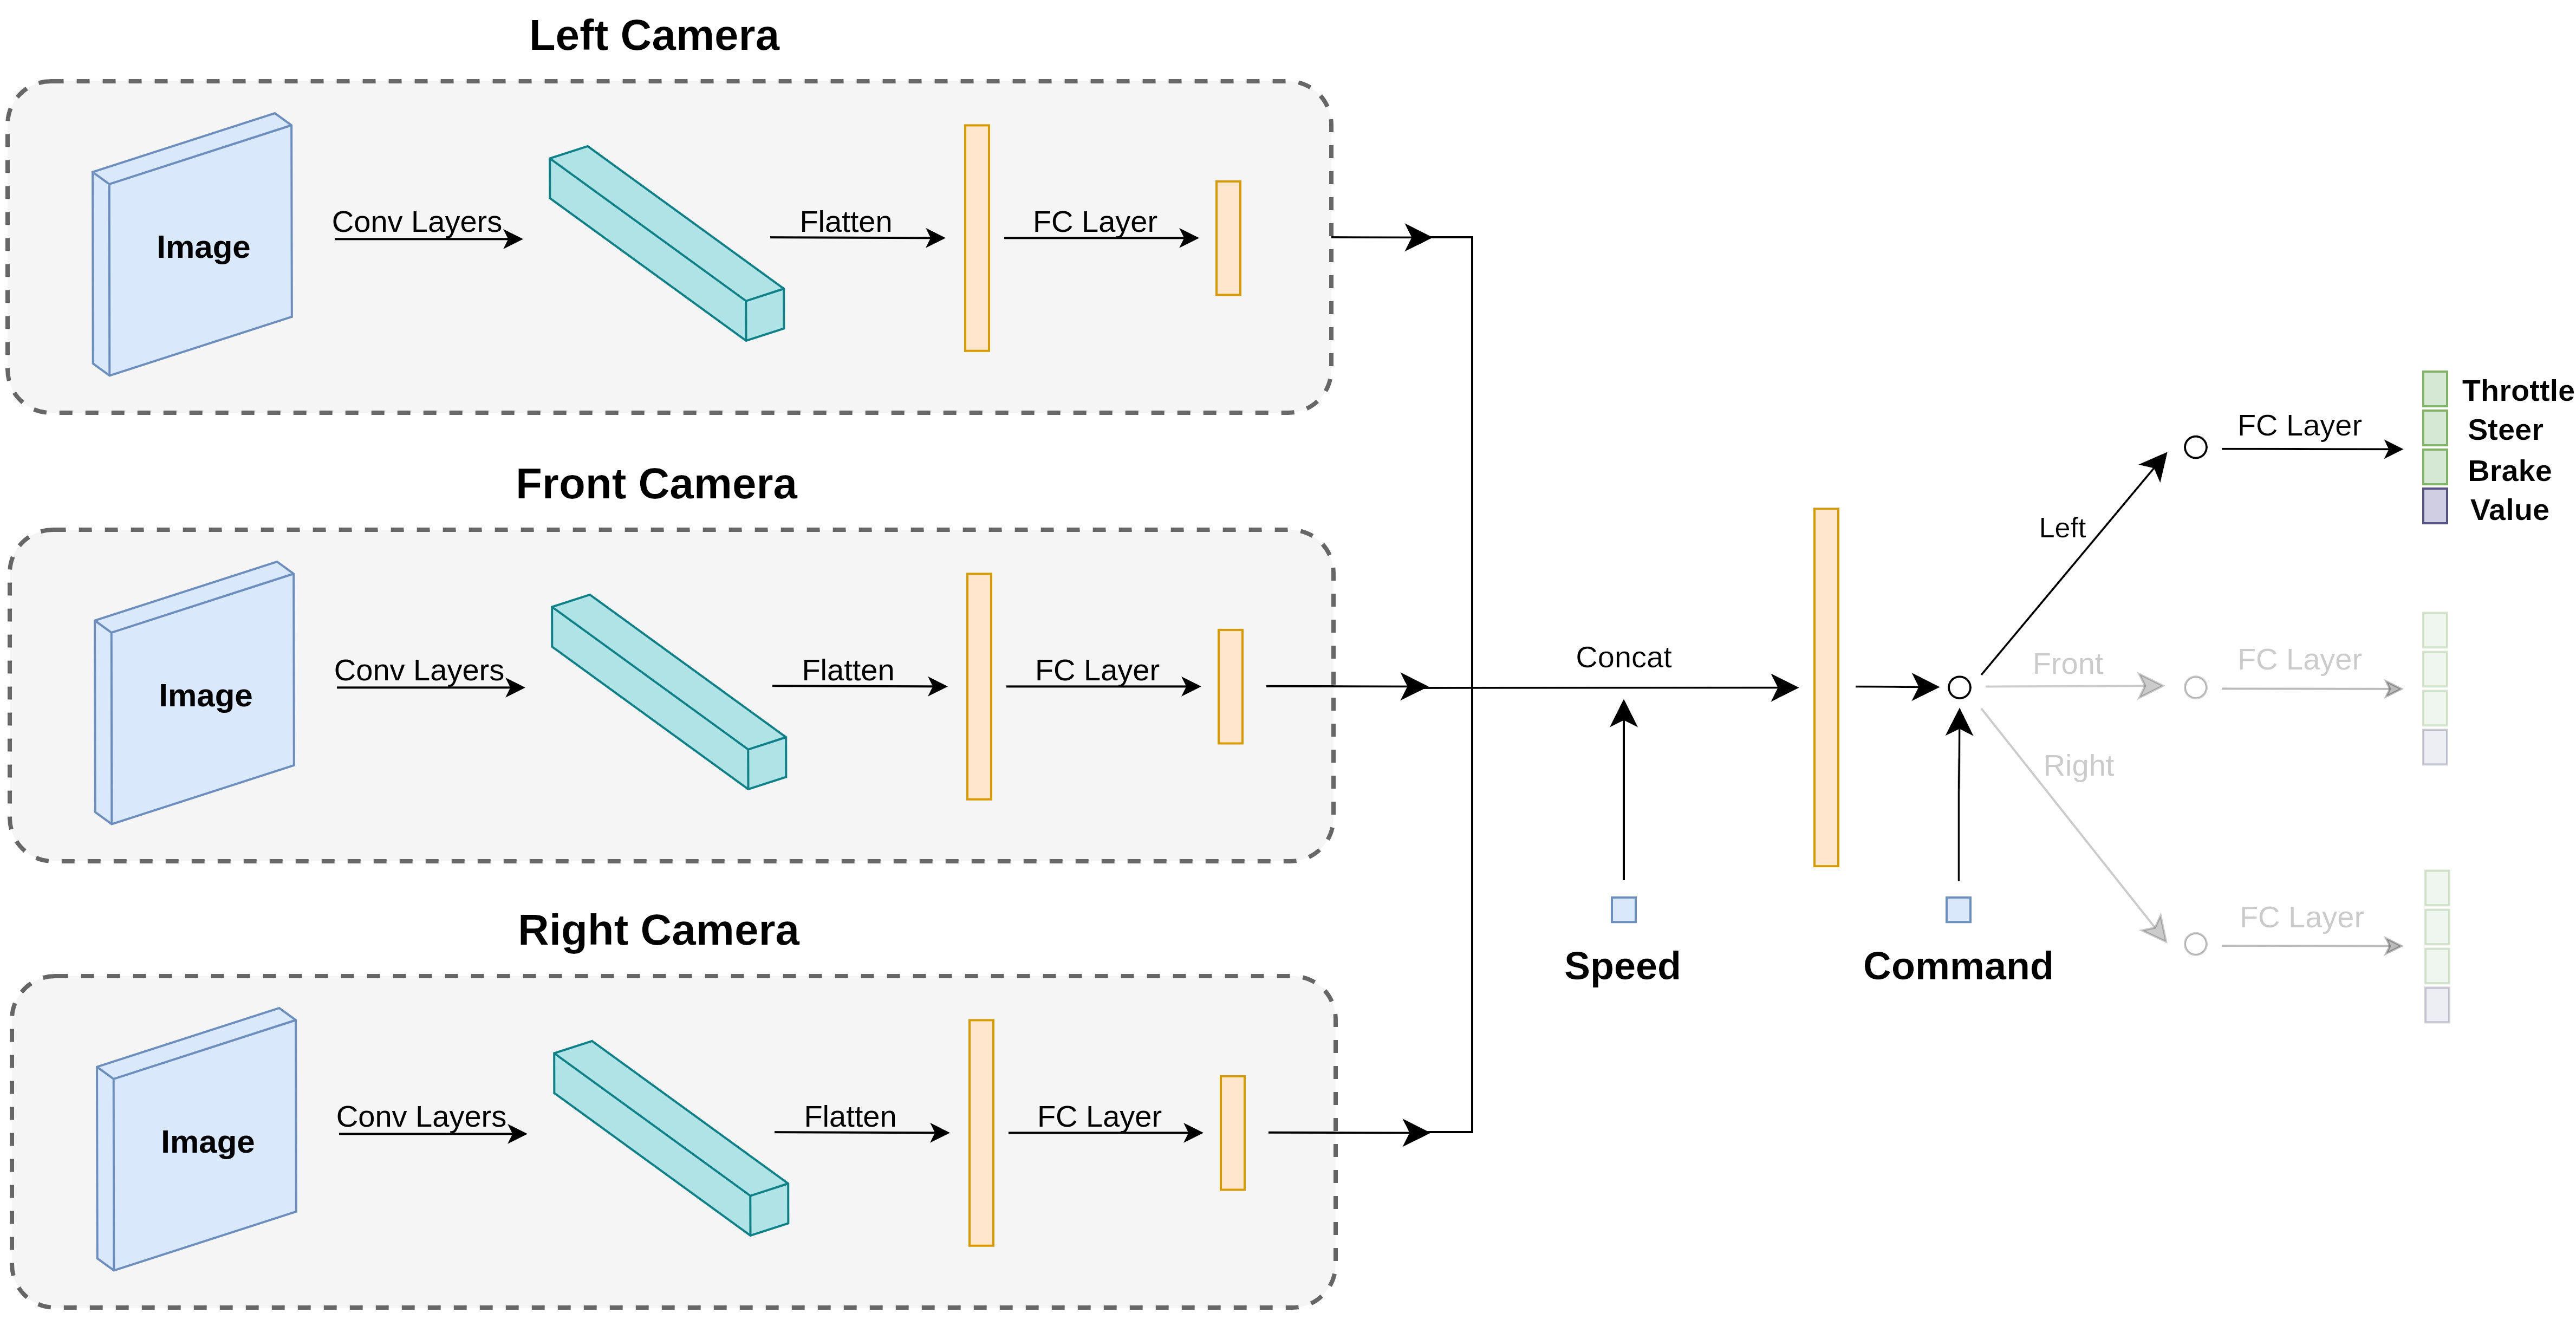 Left Camera
Image
Conv Layers
Flatten
FC Layer
Front Camera
Image
Conv Layers
Flatten
FC Layer
Right Camera
Image
Conv Layers
Flatten
FC Layer
Concat
Speed
Command
Left
Front
Right
FC Layer
Throttle
Steer
Brake
Value
FC Layer
FC Layer